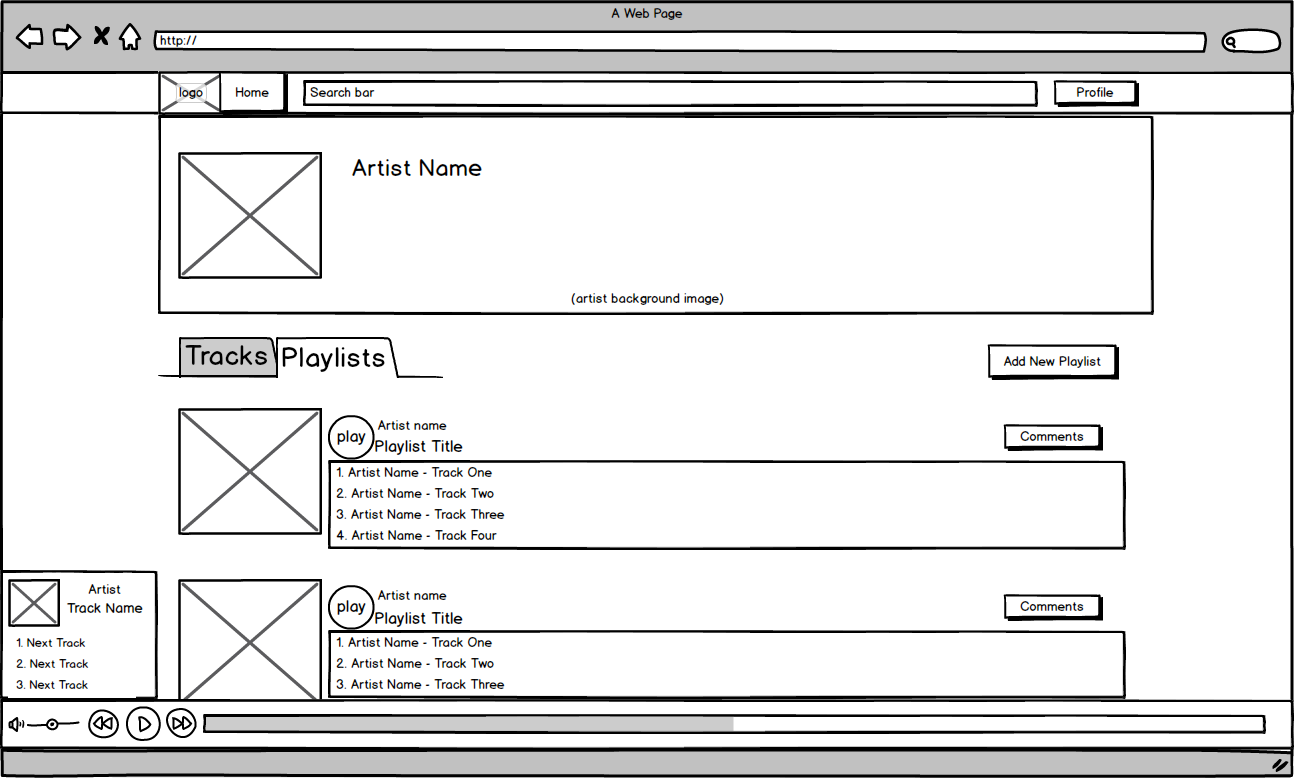 A Web Page
http://
logo
Home
Search bar
Profile
Artist Name
(artist background image)
Tracks
Playlists
Add New Playlist
play
Artist name
Playlist Title
Comments
1. Artist Name - Track One
2. Artist Name - Track Two
3. Artist Name - Track Three
4. Artist Name - Track Four
play
Artist name
Playlist Title
Comments
1. Artist Name - Track One
2. Artist Name - Track Two
3. Artist Name - Track Three
Artist
Track Name
1. Next Track
2. Next Track
3. Next Track